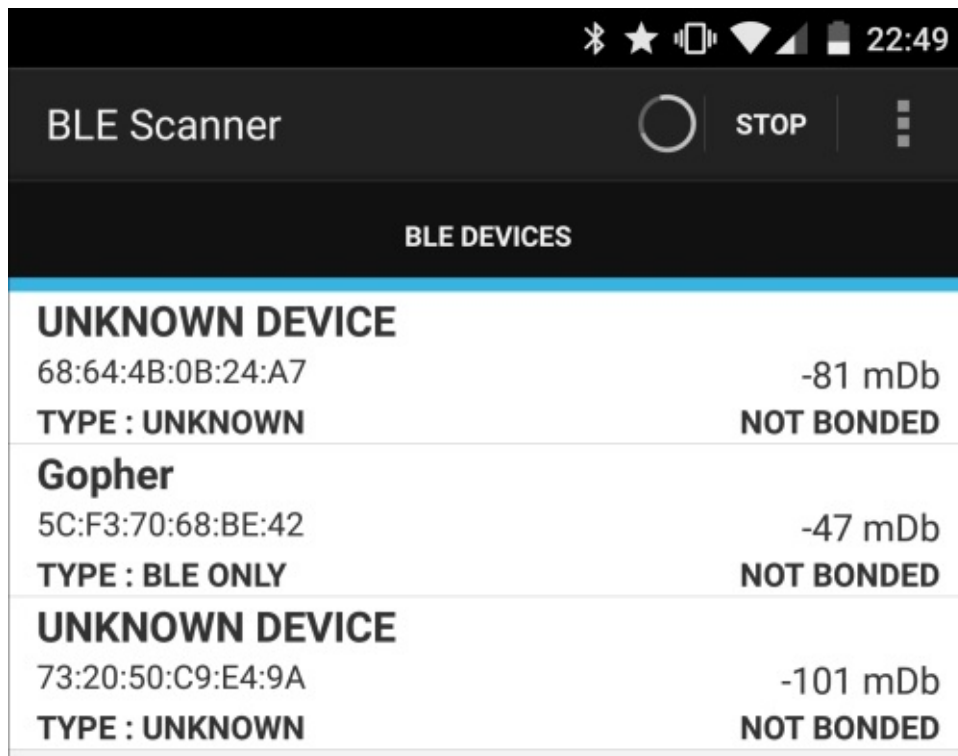 22:49
BLE Scanner STOP
BLE DEVICES
UNKNOWN DEVICE
68:64:4B:0B:24:A7 -81 mDb
TYPE : UNKNOWN NOT BONDED
Gopher
5C:F3:70:68:BE:42 -47 mDb
TYPE : BLE ONLY NOT BONDED
UNKNOWN DEVICE
73:20:50:C9:E4:9A -101 mDb
TYPE : UNKNOWN NOT BONDED